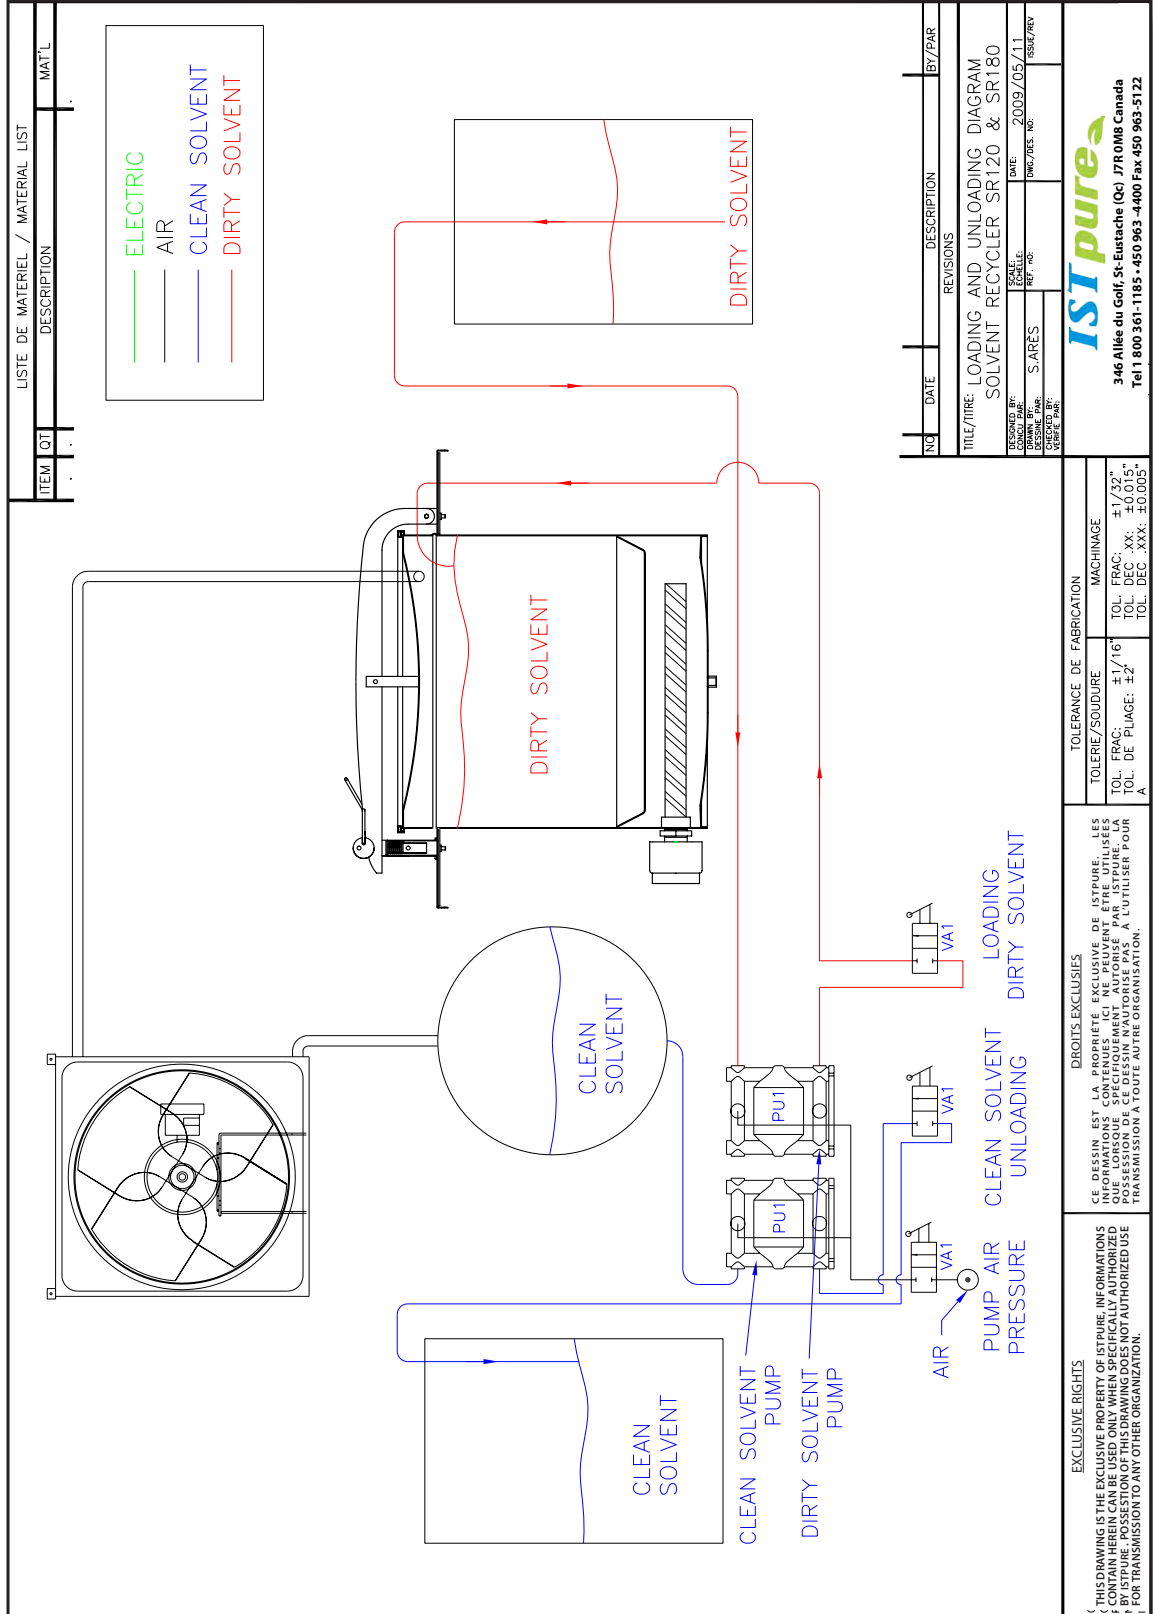 LISTE DE MATERIEL / MATERIAL LIST
ITEM QT DESCRIPTION MAT'L
ELECTRIC
AIR
CLEAN SOLVENT
DIRTY SOLVENT
DIRTY SOLVENT
DIRTY SOLVENT
CLEAN
SOLVENT
CLEAN
SOLVENT
PU1
PU1
CLEAN SOLVENT
PUMP
DIRTY SOLVENT
PUMP
VA1
VA1
VA1
AIR
PUMP AIR
PRESSURE
CLEAN SOLVENT
UNLOADING
LOADING
DIRTY SOLVENT
NO DATE DESCRIPTION BY/PAR
REVISIONS
TITLE/TITRE: LOADING AND UNLOADING DIAGRAM
SOLVENT RECYCLER SR120 & SR180
DESIGNED BY:
CONCU PAR:
SCALE:
ECHELLE:
DATE: 2009/05/11
DRAWN BY:
DESSINE PAR: S.ARÈS
REF. nO:
DWG./DES. NO:
ISSUE/REV
CHECKED BY:
VERIFIE PAR:
IST purea
346 Allée du Golf, St-Eustache (Qc) J7R 0M8 Canada
Tel 1 800 361-1185 • 450 963-4400 Fax 450 963-5122
TOLERANCE DE FABRICATION
TOLERIE/SOUDURE MACHINAGE
TOL. FRAC: ±1/16"
TOL. DE PLIAGE: ±2°
A
TOL. FRAC: ±1/32"
TOL. DEC .XX: ±0.015"
TOL. DEC .XXX: ±0.005"
DROITS EXCLUSIFS
CE DESSIN EST LA PROPRIÉTÉ EXCLUSIVE DE ISTPURE. LES
INFORMATIONS CONTENUES ICI NE PEUVENT ÊTRE UTILISÉES
QUE LORSQUE SPÉCIFIQUEMENT AUTORISÉ PAR ISTPURE. LA
POSSESSION DE CE DESSIN N'AUTORISE PAS À L'UTILISER POUR
TRANSMISSION À TOUTE AUTRE ORGANISATION.
EXCLUSIVE RIGHTS
THIS DRAWING IS THE EXCLUSIVE PROPERTY OF ISTPURE, INFORMATIONS
CONTAIN HEREIN CAN BE USED ONLY WHEN SPECIFICALLY AUTHORIZED
BY ISTPURE. POSSESTION OF THIS DRAWING DOES NOT AUTHORIZED USE
FOR TRANSMISSION TO ANY OTHER ORGANIZATION.